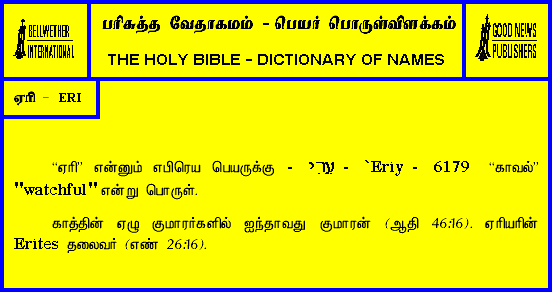 BELLWETHER
INTERNATIONAL
பரிசுத்த வேதாகமம் - பெயர் பொருள்விளக்கம்
THE HOLY BIBLE - DICTIONARY OF NAMES
GOOD NEWS
PUBLISHERS
ஏரி - ERI
“ஏரி” என்னும் எபிரெய பெயருக்கு - עֵרִי - `Eriy - 6179 “காவல்”
"watchful" என்று பொருள்.
காத்தின் ஏழு குமாரர்களில் ஐந்தாவது குமாரன் (ஆதி 46:16). ஏரியரின்
Erites தலைவர் (எண் 26:16).